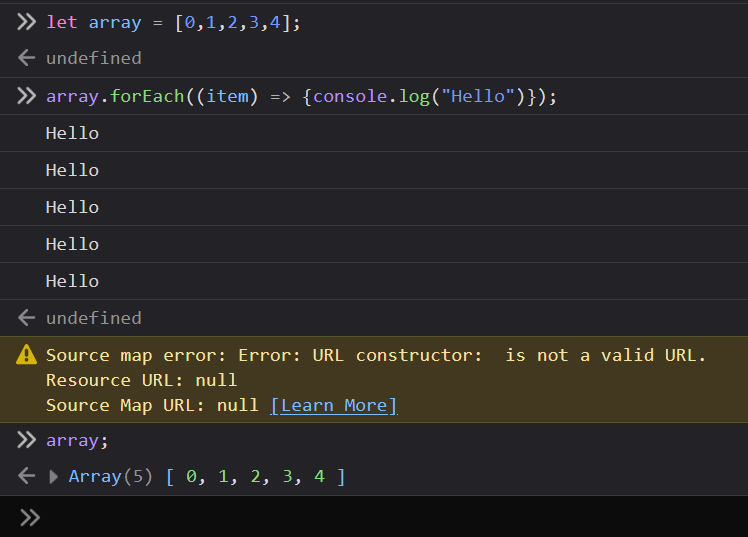 >> let array = [0,1,2,3,4];
← undefined
>> array.forEach((item) => {console.log("Hello")});
Hello
Hello
Hello
Hello
Hello
← undefined
Source map error: Error: URL constructor:  is not a valid URL.
Resource URL: null
Source Map URL: null [Learn More]
>> array;
← ▶ Array(5) [ 0, 1, 2, 3, 4 ]
>>